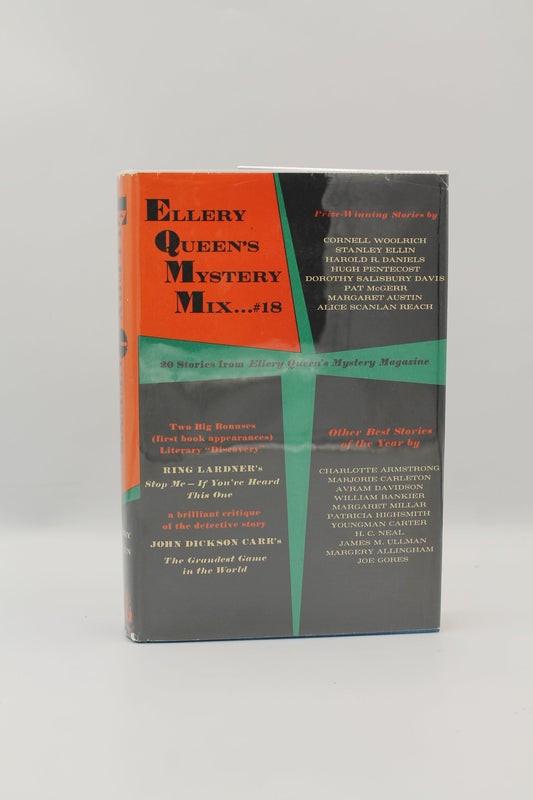 ELLERY
QUEEN'S
MYSTERY
MIX...#18
Prize-Winning Stories by
CORNELL WOOLRICH
STANLEY ELLIN
HAROLD R. DANIELS
HUGH PENTECOST
DOROTHY SALISBURY DAVIS
PAT McGERR
MARGARET AUSTIN
ALICE SCANLAN REACH
20 Stories from Ellery Queen's Mystery Magazine
Two Big Bonuses
(first book appearances)
Literary "Discovery"
RING LARDNER's
Stop Me—If You've Heard
This One
a brilliant critique
of the detective story
JOHN DICKSON CARR's
The Grandest Game
in the World
Other Best Stories
of the Year by
CHARLOTTE ARMSTRONG
MARJORIE CARLETON
AVRAM DAVIDSON
WILLIAM BANKIER
MARGARET MILLAR
PATRICIA HIGHSMITH
YOUNGMAN CARTER
H. C. NEAL
JAMES M. ULLMAN
MARGERY ALLINGHAM
JOE GORES